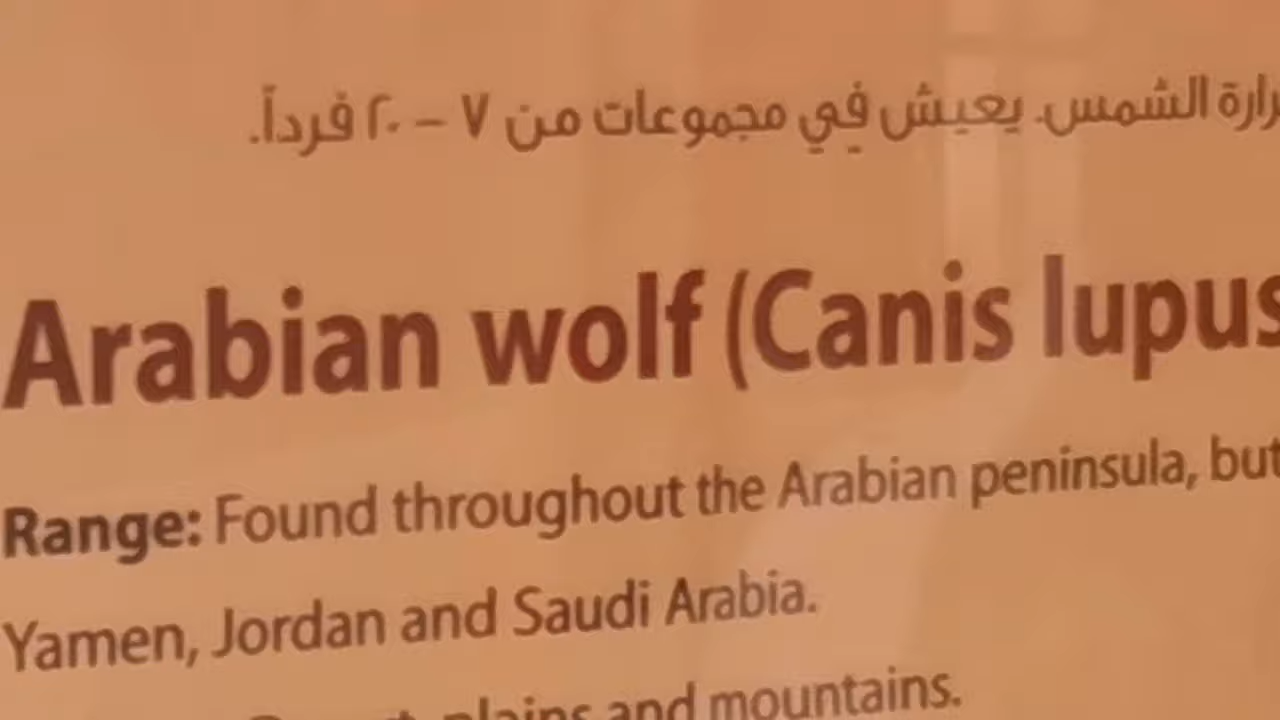 الشمس. يعيش في مجموعات من ٧ – ٢٠ فرداً.
Arabian wolf (Canis lupus
Range: Found throughout the Arabian peninsula, but
Yamen, Jordan and Saudi Arabia.
plains and mountains.